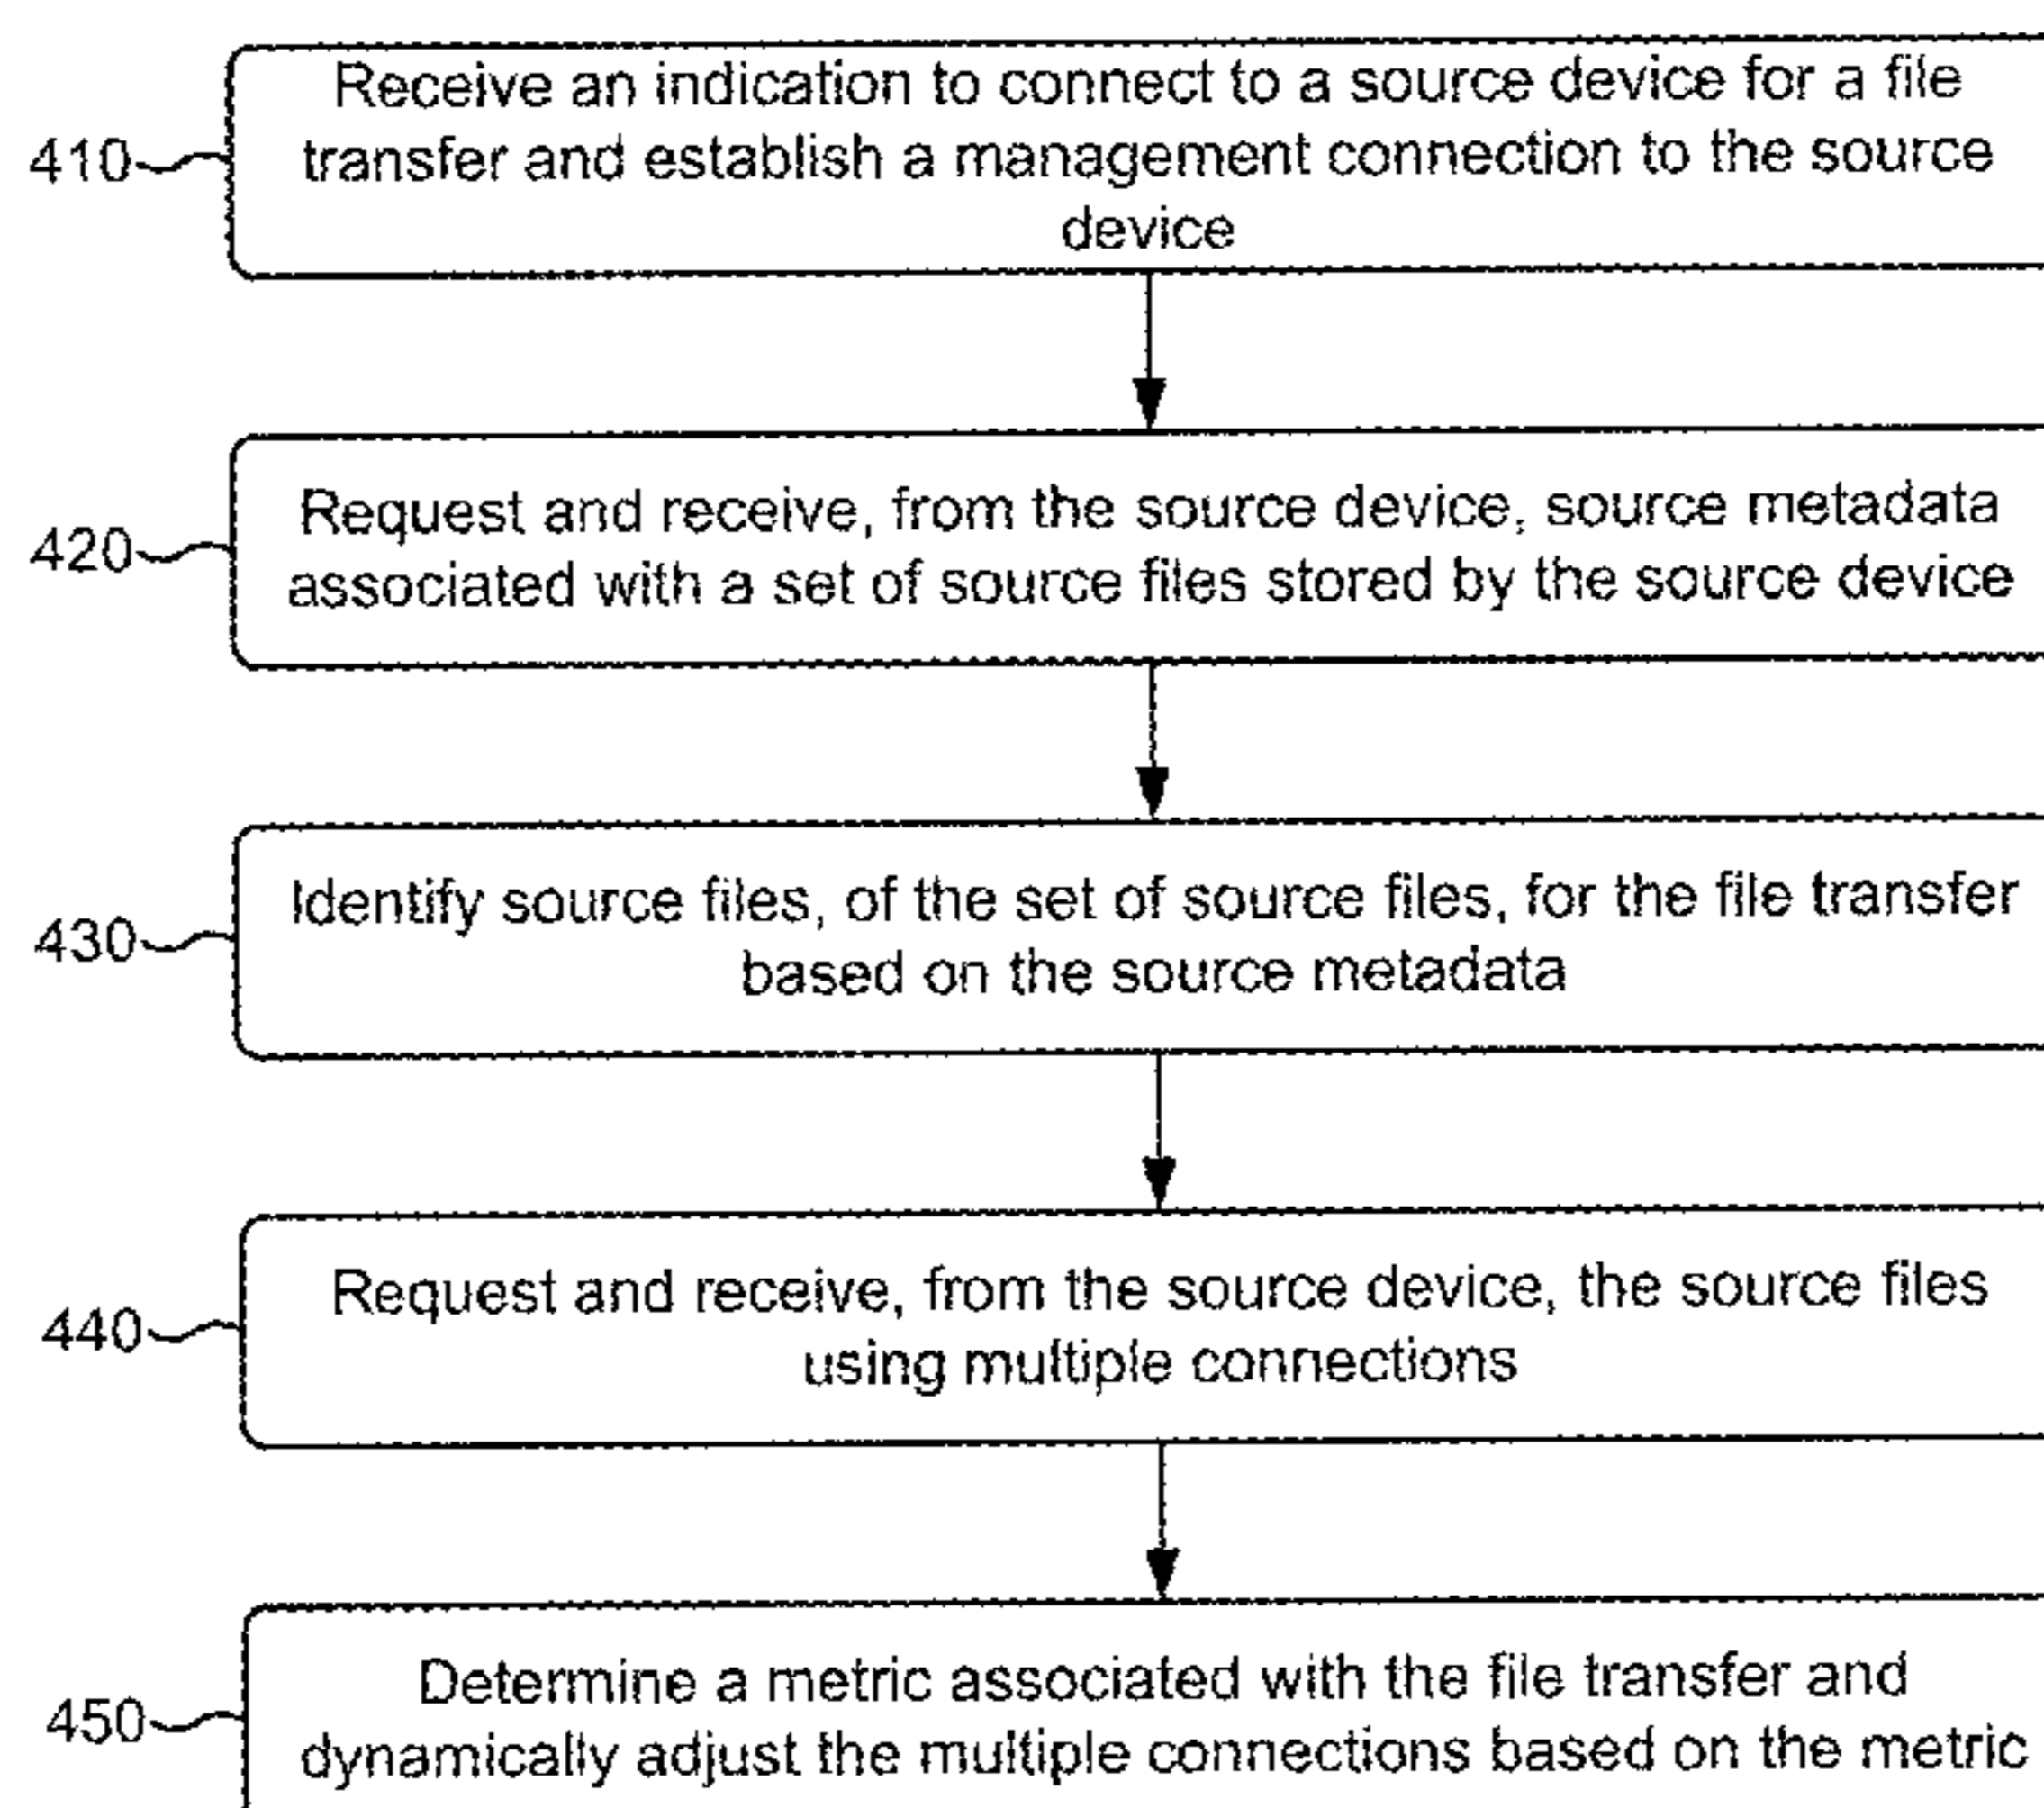 Receive an indication to connect to a source device for a file
410
transfer and establish a management connection to the source
device
Request and receive, from the source device, source metadata
420
associated with a set of source files stored by the source device
Identify source files, of the set of source files, for the file transfer
430
based on the source metadata
Request and receive, from the source device, the source files
440
using multiple connections
Determine a metric associated with the file transfer and
450
dynamically adjust the multiple connections based on the metric